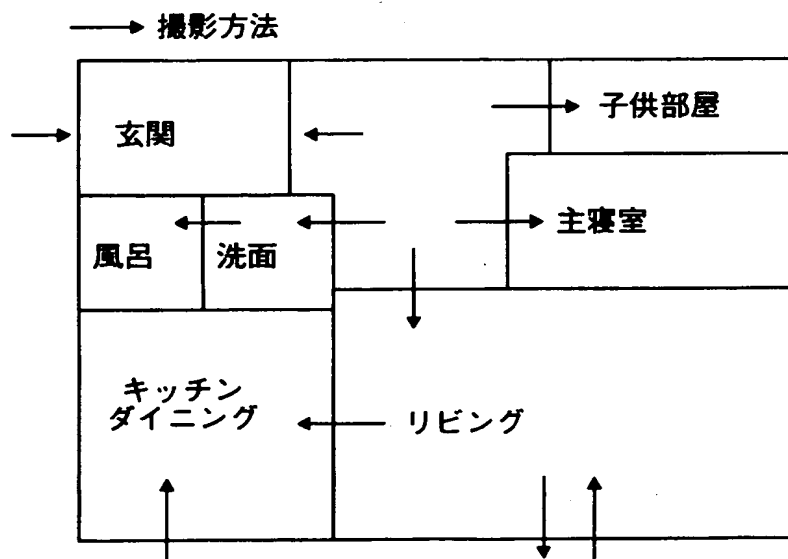 撮影方法
子供部屋
玄関
主寝室
風呂
洗面
キッチン
ダイニング
リビング